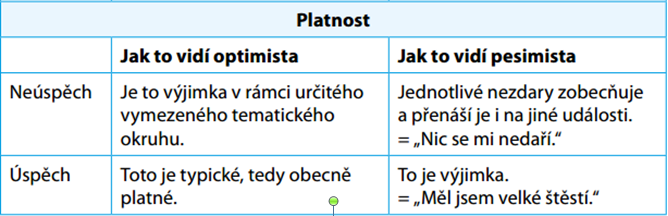 Platnost
Jak to vidí optimista
Jak to vidí pesimista
Neúspěch
Je to výjimka v rámci určitého
vymezeného tematického
okruhu.
Jednotlivé nezdary zobecňuje
a přenáší je i na jiné události.
= „Nic se mi nedaří.“
Úspěch
Toto je typické, tedy obecně
platné.
To je výjimka.
= „Měl jsem velké štěstí.“